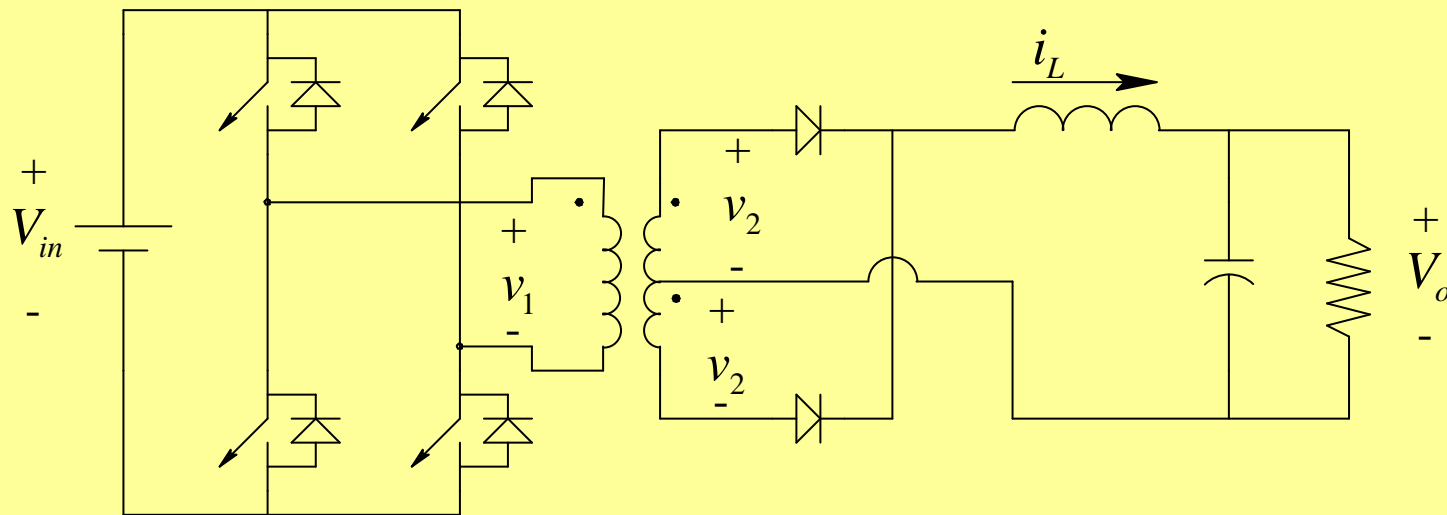 +
V_in
-
+
v_1
-
+
v_2
-
+
v_2
-
i_L
+
V_o
-